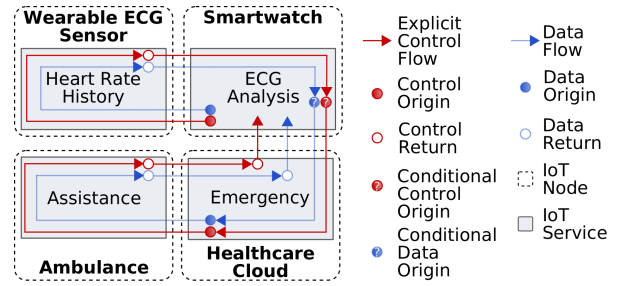 Wearable ECG
Sensor
Smartwatch
Heart Rate
History
ECG
Analysis
?
?
Assistance
Emergency
Ambulance
Healthcare
Cloud
Explicit
Control
Flow
Control
Origin
Control
Return
?
Conditional
Control
Origin
?
Conditional
Data
Origin
Data
Flow
Data
Origin
Data
Return
IoT
Node
IoT
Service